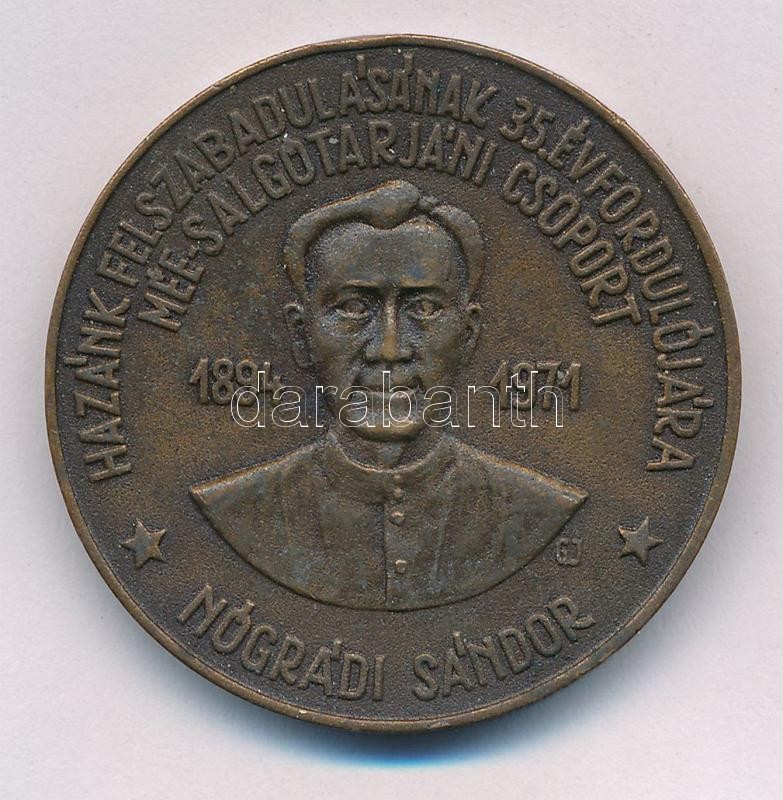 HAZÁNK FELSZABADULÁSÁNAK 35. ÉVFORDULÓJÁRA
MÉE-SALGÓTARJÁNI CSOPORT
1894 1971
darabanth
GJ
NÓGRÁDI SÁNDOR